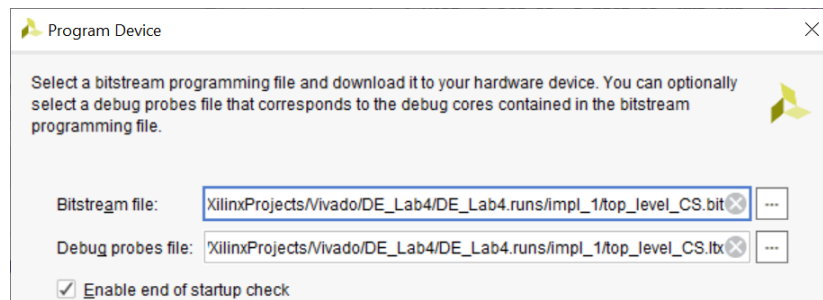 Program Device
Select a bitstream programming file and download it to your hardware device. You can optionally
select a debug probes file that corresponds to the debug cores contained in the bitstream
programming file.
Bitstream file: XilinxProjects/Vivado/DE_Lab4/DE_Lab4.runs/impl_1/top_level_CS.bit ...
Debug probes file: 'XilinxProjects/Vivado/DE_Lab4/DE_Lab4.runs/impl_1/top_level_CS.ltx ...
Enable end of startup check